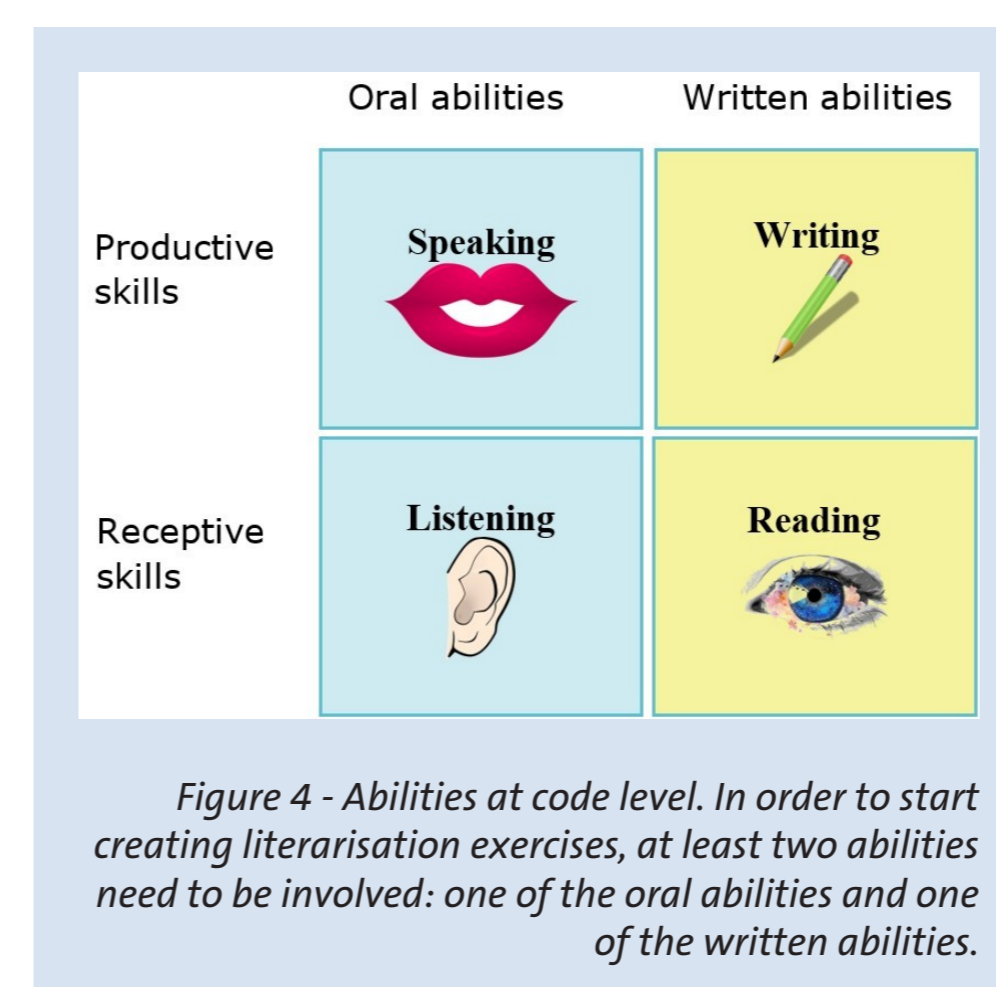 Oral abilities Written abilities
Productive
skills
Speaking
Writing
Receptive
skills
Listening
Reading
Figure 4 - Abilities at code level. In order to start
creating literarisation exercises, at least two abilities
need to be involved: one of the oral abilities and one
of the written abilities.